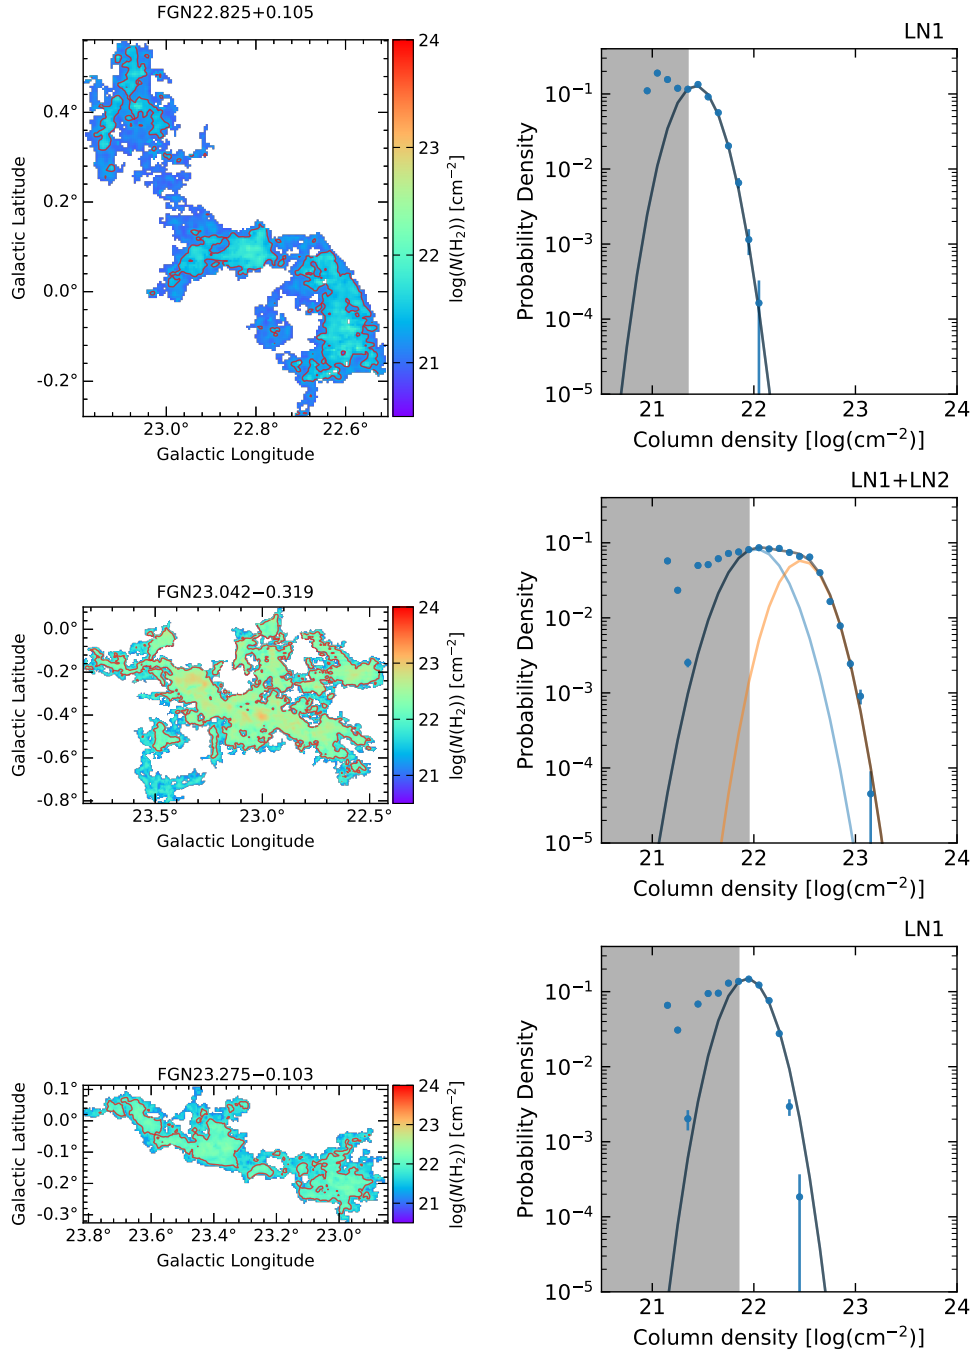 FGN22.825+0.105
LN1
24
23
22
21
log(N(H₂)) [cm⁻²]
0.4°
0.2°
0.0°
-0.2°
Galactic Latitude
23.0° 22.8° 22.6°
Galactic Longitude
10⁻¹
10⁻²
10⁻³
10⁻⁴
10⁻⁵
Probability Density
21 22 23 24
Column density [log(cm⁻²)]
LN1+LN2
FGN23.042−0.319
24
23
22
21
log(N(H₂)) [cm⁻²]
0.0°
-0.2°
-0.4°
-0.6°
-0.8°
Galactic Latitude
23.5° 23.0° 22.5°
Galactic Longitude
10⁻¹
10⁻²
10⁻³
10⁻⁴
10⁻⁵
Probability Density
21 22 23 24
Column density [log(cm⁻²)]
LN1
FGN23.275−0.103
24
23
22
21
log(N(H₂)) [cm⁻²]
0.1°
0.0°
-0.1°
-0.2°
-0.3°
Galactic Latitude
23.8° 23.6° 23.4° 23.2° 23.0°
Galactic Longitude
10⁻¹
10⁻²
10⁻³
10⁻⁴
10⁻⁵
Probability Density
21 22 23 24
Column density [log(cm⁻²)]